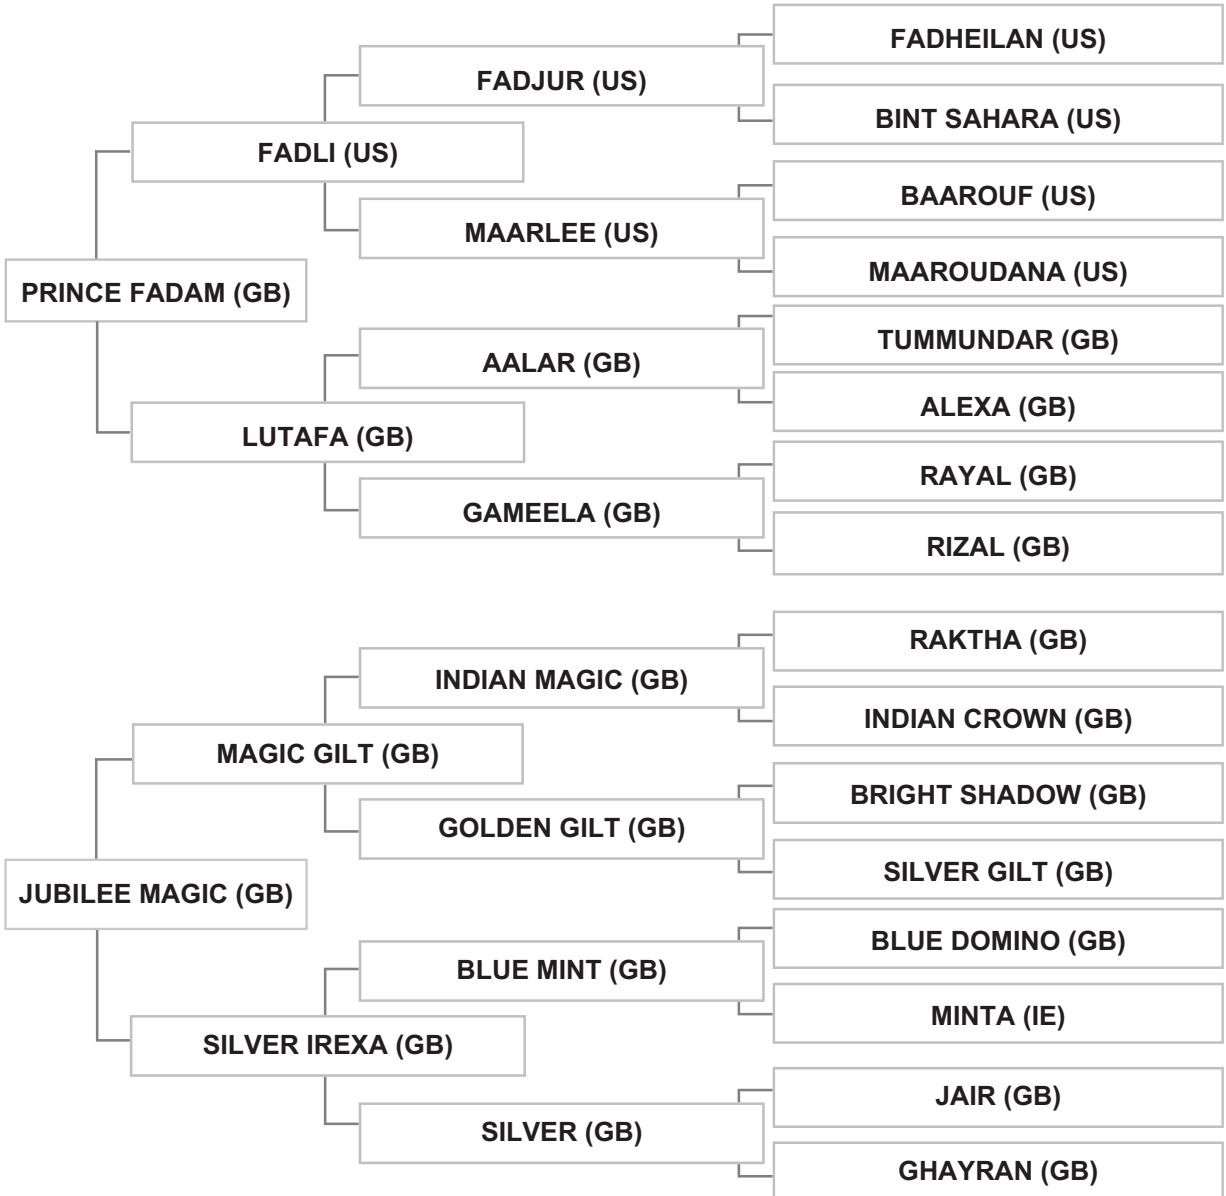 FADHEILAN (US)
FADJUR (US)
BINT SAHARA (US)
FADLI (US)
BAAROUF (US)
MAARLEE (US)
MAAROUDANA (US)
PRINCE FADAM (GB)
TUMMUNDAR (GB)
AALAR (GB)
ALEXA (GB)
LUTAFA (GB)
RAYAL (GB)
GAMEELA (GB)
RIZAL (GB)
RAKTHA (GB)
INDIAN MAGIC (GB)
INDIAN CROWN (GB)
MAGIC GILT (GB)
BRIGHT SHADOW (GB)
GOLDEN GILT (GB)
SILVER GILT (GB)
JUBILEE MAGIC (GB)
BLUE DOMINO (GB)
BLUE MINT (GB)
MINTA (IE)
SILVER IREXA (GB)
JAIR (GB)
SILVER (GB)
GHAYRAN (GB)